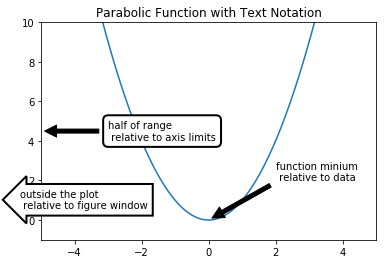 Parabolic Function with Text Notation
10
8
6
half of range
relative to axis limits
4
function minium
relative to data
2
outside the plot
relative to figure window
0
−4
−2
0
2
4